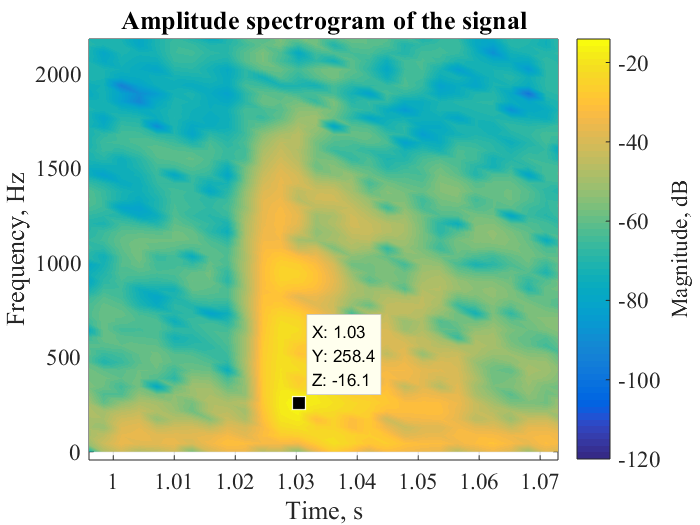 Amplitude spectrogram of the signal
2000
1500
1000
500
0
Frequency, Hz
X: 1.03
Y: 258.4
Z: -16.1
1 1.01 1.02 1.03 1.04 1.05 1.06 1.07
Time, s
-20
-40
-60
-80
-100
-120
Magnitude, dB